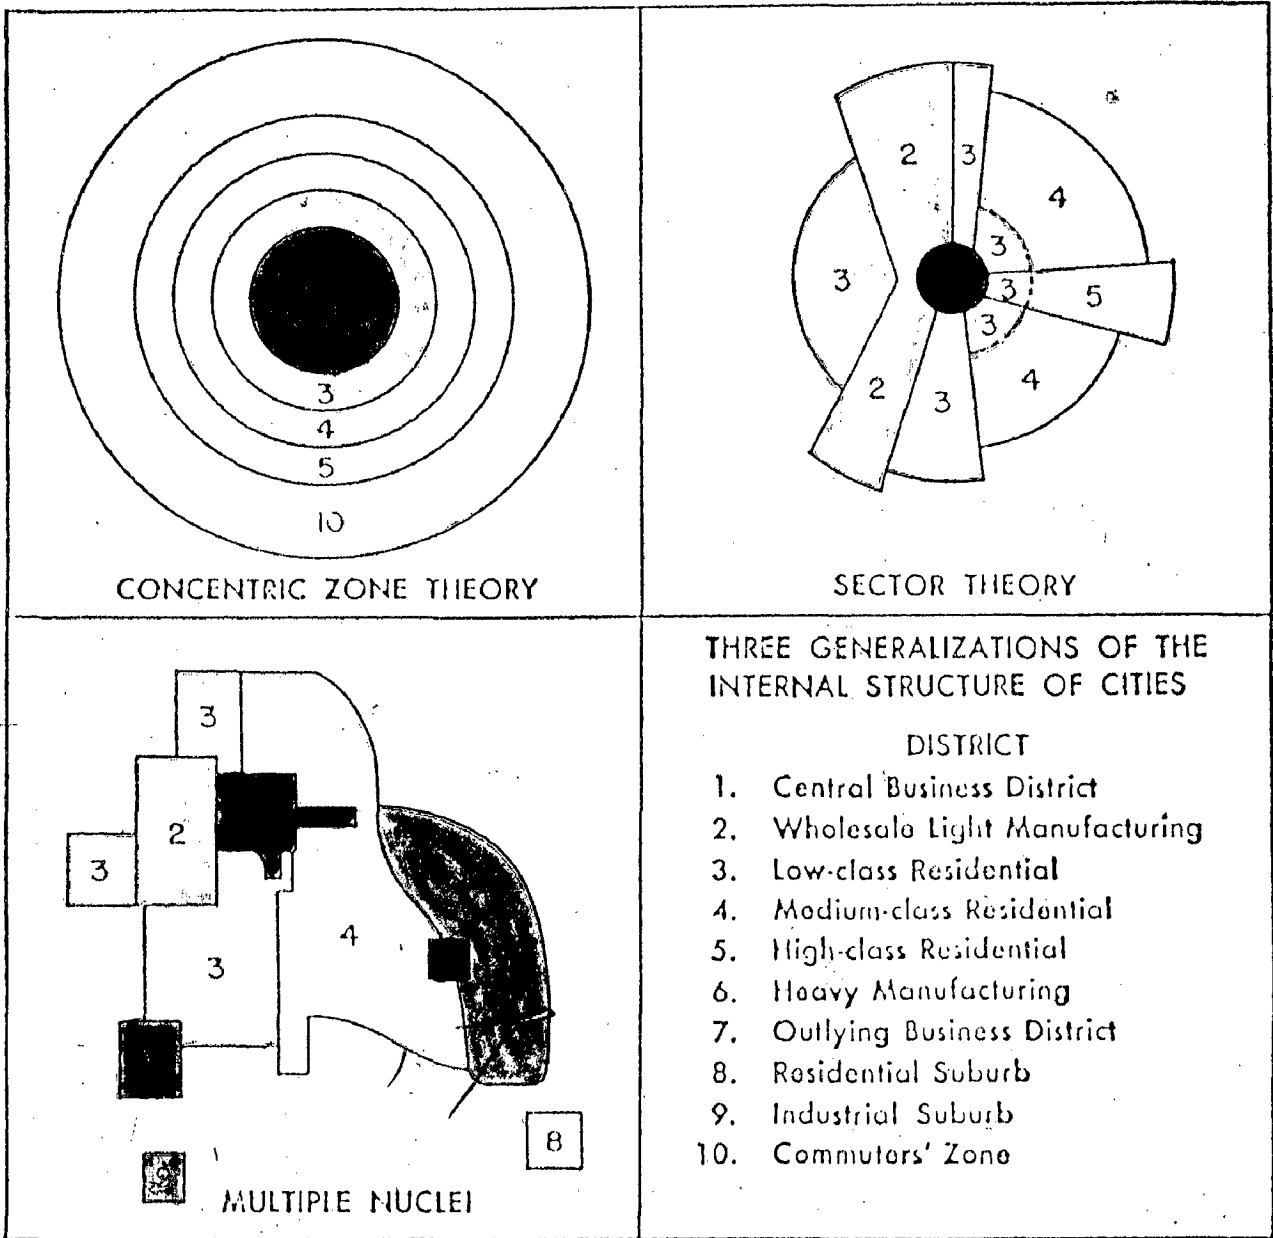 3
4
5
10
CONCENTRIC ZONE THEORY
2
3
4
3
3
3
5
3
2
3
4
SECTOR THEORY
3
2
3
4
3
8
9
MULTIPLE NUCLEI
THREE GENERALIZATIONS OF THE
INTERNAL STRUCTURE OF CITIES
DISTRICT
1. Central Business District
2. Wholesale Light Manufacturing
3. Low-class Residential
4. Medium-class Residential
5. High-class Residential
6. Heavy Manufacturing
7. Outlying Business District
8. Residential Suburb
9. Industrial Suburb
10. Commuters' Zone